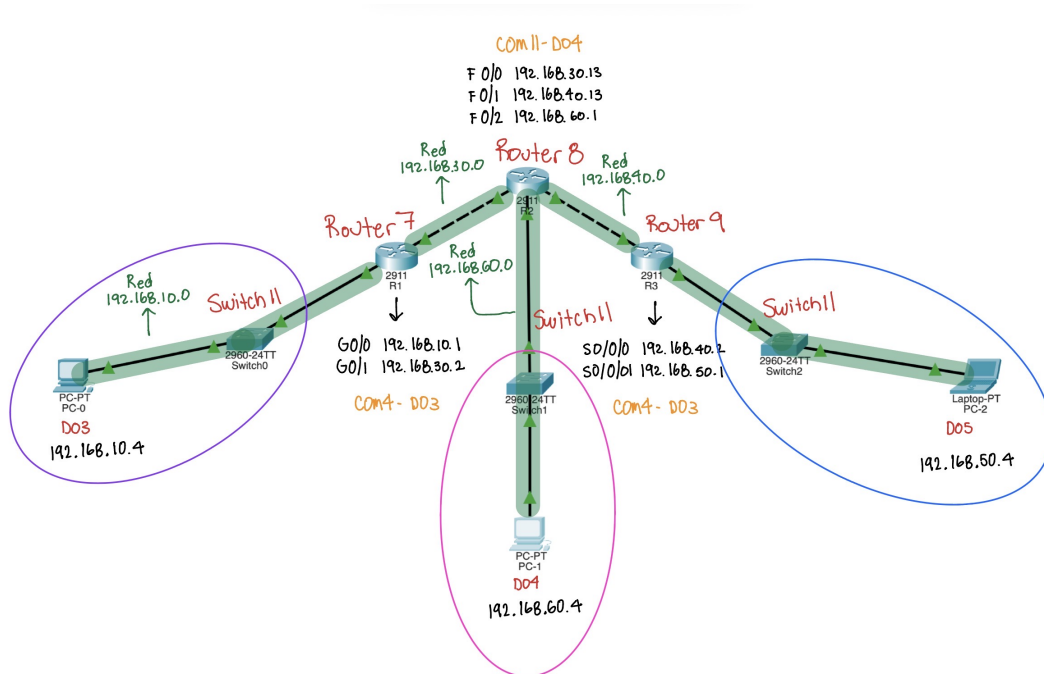 COM11-D04
F 0/0 192.168.30.13
F 0/1 192.168.40.13
F 0/2 192.168.60.1
Router 8
2911
R2
Red
192.168.30.0
Red
192.168.40.0
Router 7
2911
R1
Red
192.168.60.0
Router 9
2911
R3
Red
192.168.10.0
Switch11
2960-24TT
Switch0
G0/0 192.168.10.1
G0/1 192.168.30.2
COM4-D03
Switch11
2960-24TT
Switch1
S0/0/0 192.168.40.2
S0/0/01 192.168.50.1
COM4-D03
Switch11
2960-24TT
Switch2
PC-PT
PC-0
D03
192.168.10.4
Laptop-PT
PC-2
D05
192.168.50.4
PC-PT
PC-1
D04
192.168.60.4